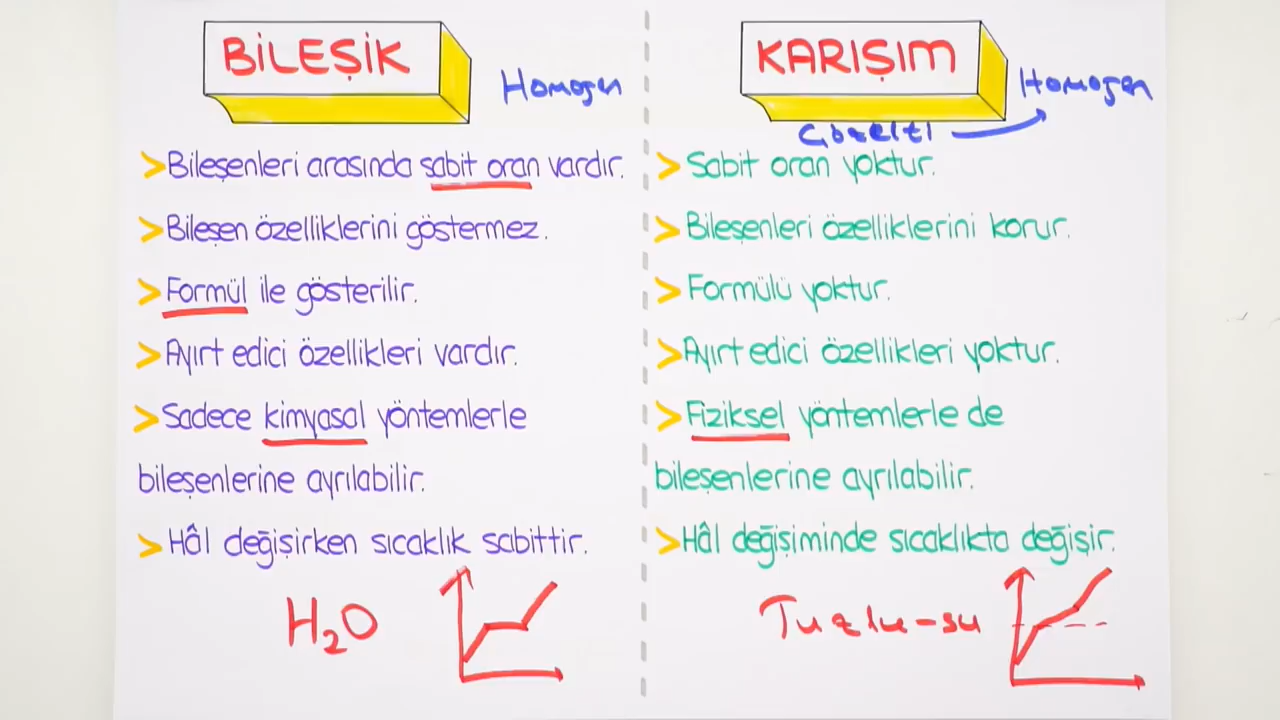 BİLEŞİK
Homojen
> Bileşenleri arasında sabit oran vardır.
> Bileşen özelliklerini göstermez.
> Formül ile gösterilir.
> Ayırt edici özellikleri vardır.
> Sadece kimyasal yöntemlerle
bileşenlerine ayrılabilir.
> Hâl değişirken sıcaklık sabittir.
H₂O
KARIŞIM
Homojen
Çözelti
> Sabit oran yoktur.
> Bileşenleri özelliklerini korur.
> Formülü yoktur.
> Ayırt edici özellikleri yoktur.
> Fiziksel yöntemlerle de
bileşenlerine ayrılabilir.
> Hâl değişiminde sıcaklıkta değişir.
Tuzlu-su